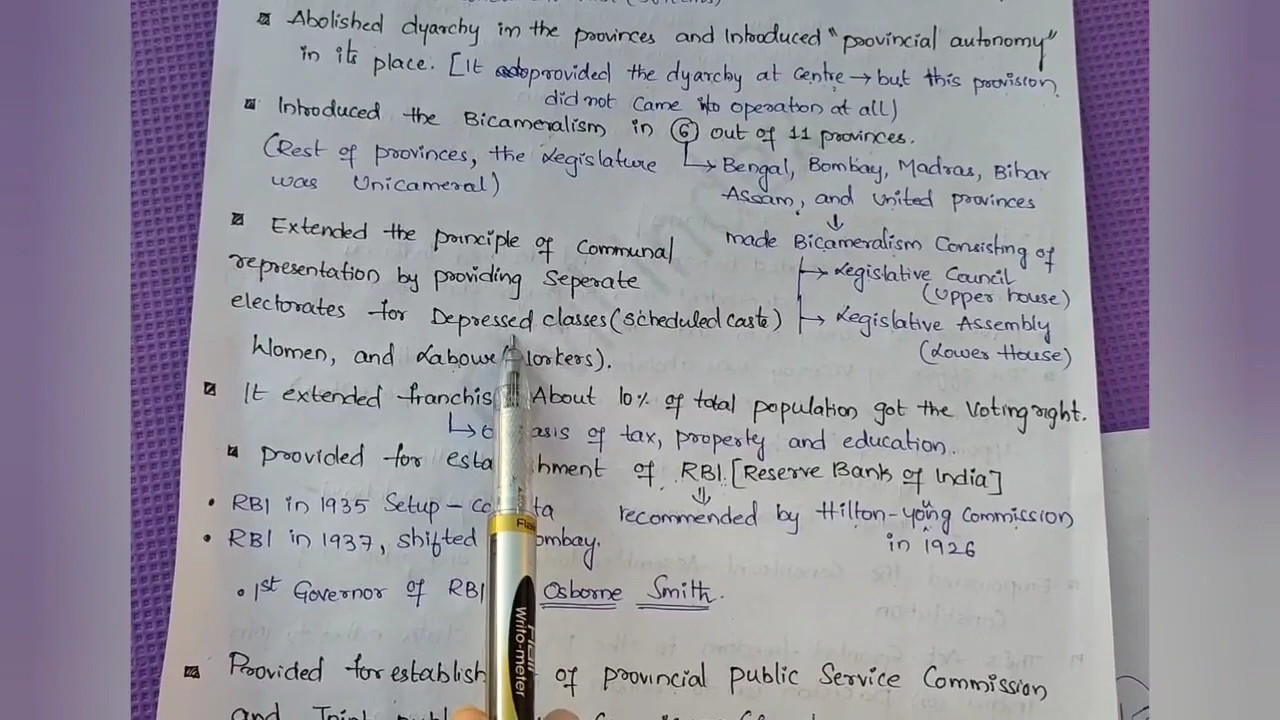 Abolished dyarchy in the provinces and Introduced "provincial autonomy"
in its place. [It provided the dyarchy at Centre → but this provision
did not came into operation at all)
Introduced the Bicameralism in 6 out of 11 provinces.
(Rest of provinces, the Legislature
was Unicameral)
→ Bengal, Bombay, Madras, Bihar
Assam, and United provinces
↓
made Bicameralism Consisting of
→ Legislative Council
(Upper house)
→ Legislative Assembly
(Lower House)
Extended the principle of Communal
representation by providing Seperate
electorates for Depressed classes (Scheduled caste)
Women, and Labour
It extended About 10% of total population got the Voting right.
↳ of tax, property and education.
provided for of RBI. [Reserve Bank of India]
⇓
recommended by Hilton-young Commission
in 1926
• RBI in 1935 Setup -
• RBI in 1937, shifted
• 1st Governor of RBI Osborne Smith.
Provided for of provincial public Service Commission
and
Flair
Writo-meter